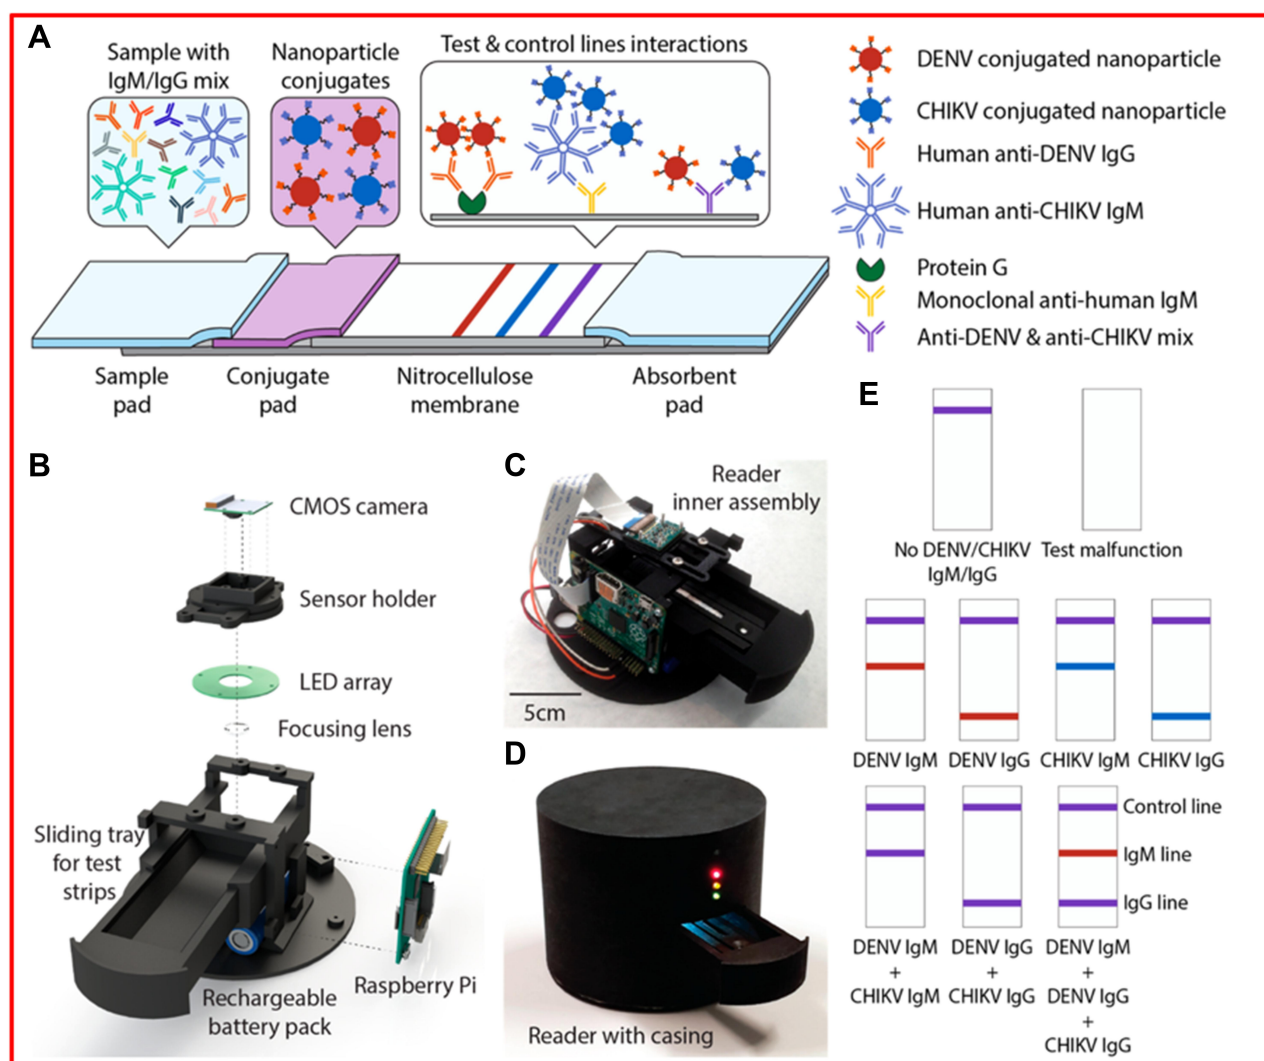 A
Sample with
IgM/IgG mix
Nanoparticle
conjugates
Test & control lines interactions
DENV conjugated nanoparticle
CHIKV conjugated nanoparticle
Human anti-DENV IgG
Human anti-CHIKV IgM
Protein G
Monoclonal anti-human IgM
Anti-DENV & anti-CHIKV mix
Sample
pad
Conjugate
pad
Nitrocellulose
membrane
Absorbent
pad
B
CMOS camera
Sensor holder
LED array
Focusing lens
Sliding tray
for test
strips
Rechargeable
battery pack
Raspberry Pi
C
Reader
inner assembly
5cm
D
Reader with casing
E
No DENV/CHIKV
IgM/IgG
Test malfunction
DENV IgM
DENV IgG
CHIKV IgM
CHIKV IgG
Control line
IgM line
IgG line
DENV IgM
+
CHIKV IgM
DENV IgG
+
CHIKV IgG
DENV IgM
+
DENV IgG
+
CHIKV IgG